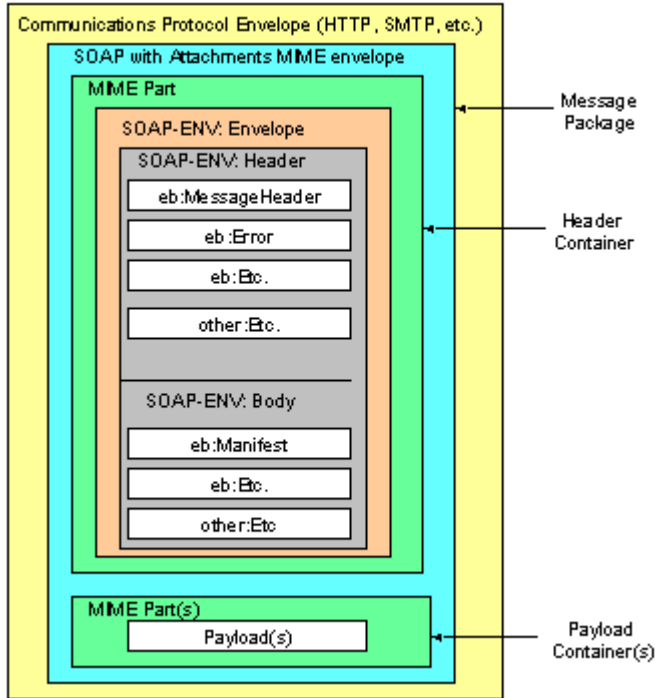 Communications Protocol Envelope (HTTP, SMTP, etc.)
SOAP with Attachments MIME envelope
MIME Part
SOAP-ENV: Envelope
SOAP-ENV: Header
eb:MessageHeader
eb:Error
eb:Etc.
other:Etc.
SOAP-ENV: Body
eb:Manifest
eb:Etc.
other:Etc
MIME Part(s)
Payload(s)
Message
Package
Header
Container
Payload
Container(s)